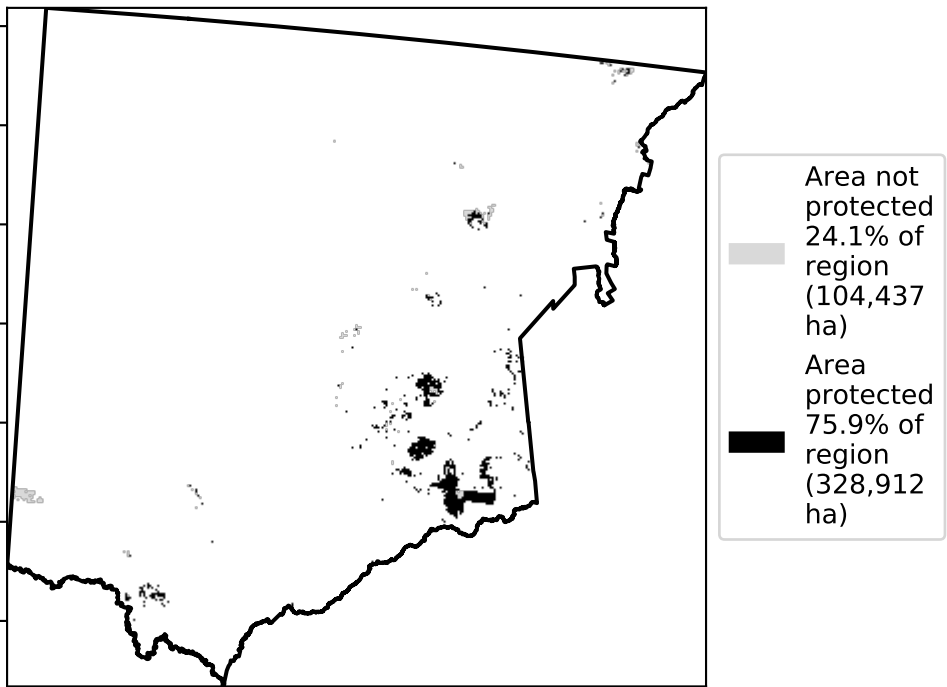 Area not
protected
24.1% of
region
(104,437
ha)
Area
protected
75.9% of
region
(328,912
ha)